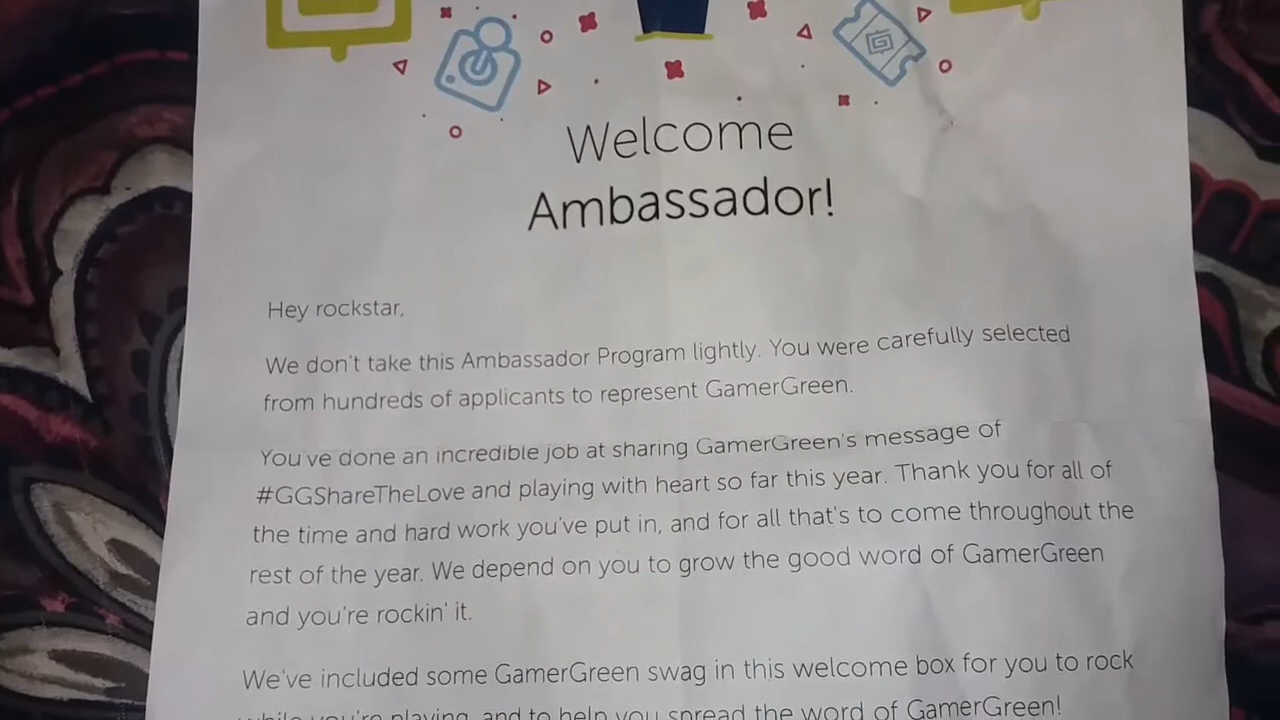 Welcome
Ambassador!
Hey rockstar,
We don't take this Ambassador Program lightly. You were carefully selected
from hundreds of applicants to represent GamerGreen.
You've done an incredible job at sharing GamerGreen's message of
#GGShareTheLove and playing with heart so far this year. Thank you for all of
the time and hard work you've put in, and for all that's to come throughout the
rest of the year. We depend on you to grow the good word of GamerGreen
and you're rockin' it.
We've included some GamerGreen swag in this welcome box for you to rock
while you're playing, and to help you spread the word of GamerGreen!